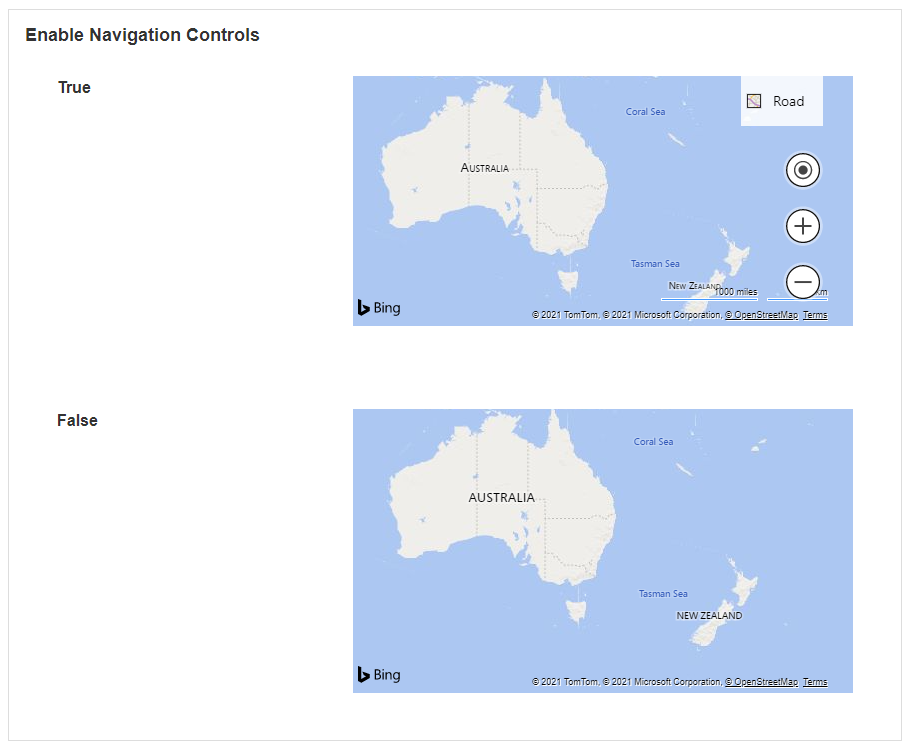 Enable Navigation Controls
True
Road
Coral Sea
AUSTRALIA
Tasman Sea
NEW ZEALAND
1000 miles
km
Bing
© 2021 TomTom, © 2021 Microsoft Corporation, © OpenStreetMap Terms
False
Coral Sea
AUSTRALIA
Tasman Sea
NEW ZEALAND
Bing
© 2021 TomTom, © 2021 Microsoft Corporation, © OpenStreetMap Terms